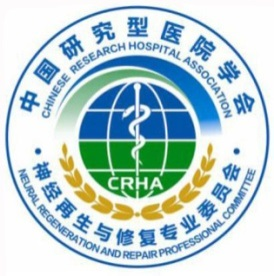 中国研究型医院学会
CHINESE RESEARCH HOSPITAL ASSOCIATION
CRHA
·神经再生与修复专业委员会·
NEURAL REGENERATION AND REPAIR PROFESSIONAL COMMITTEE